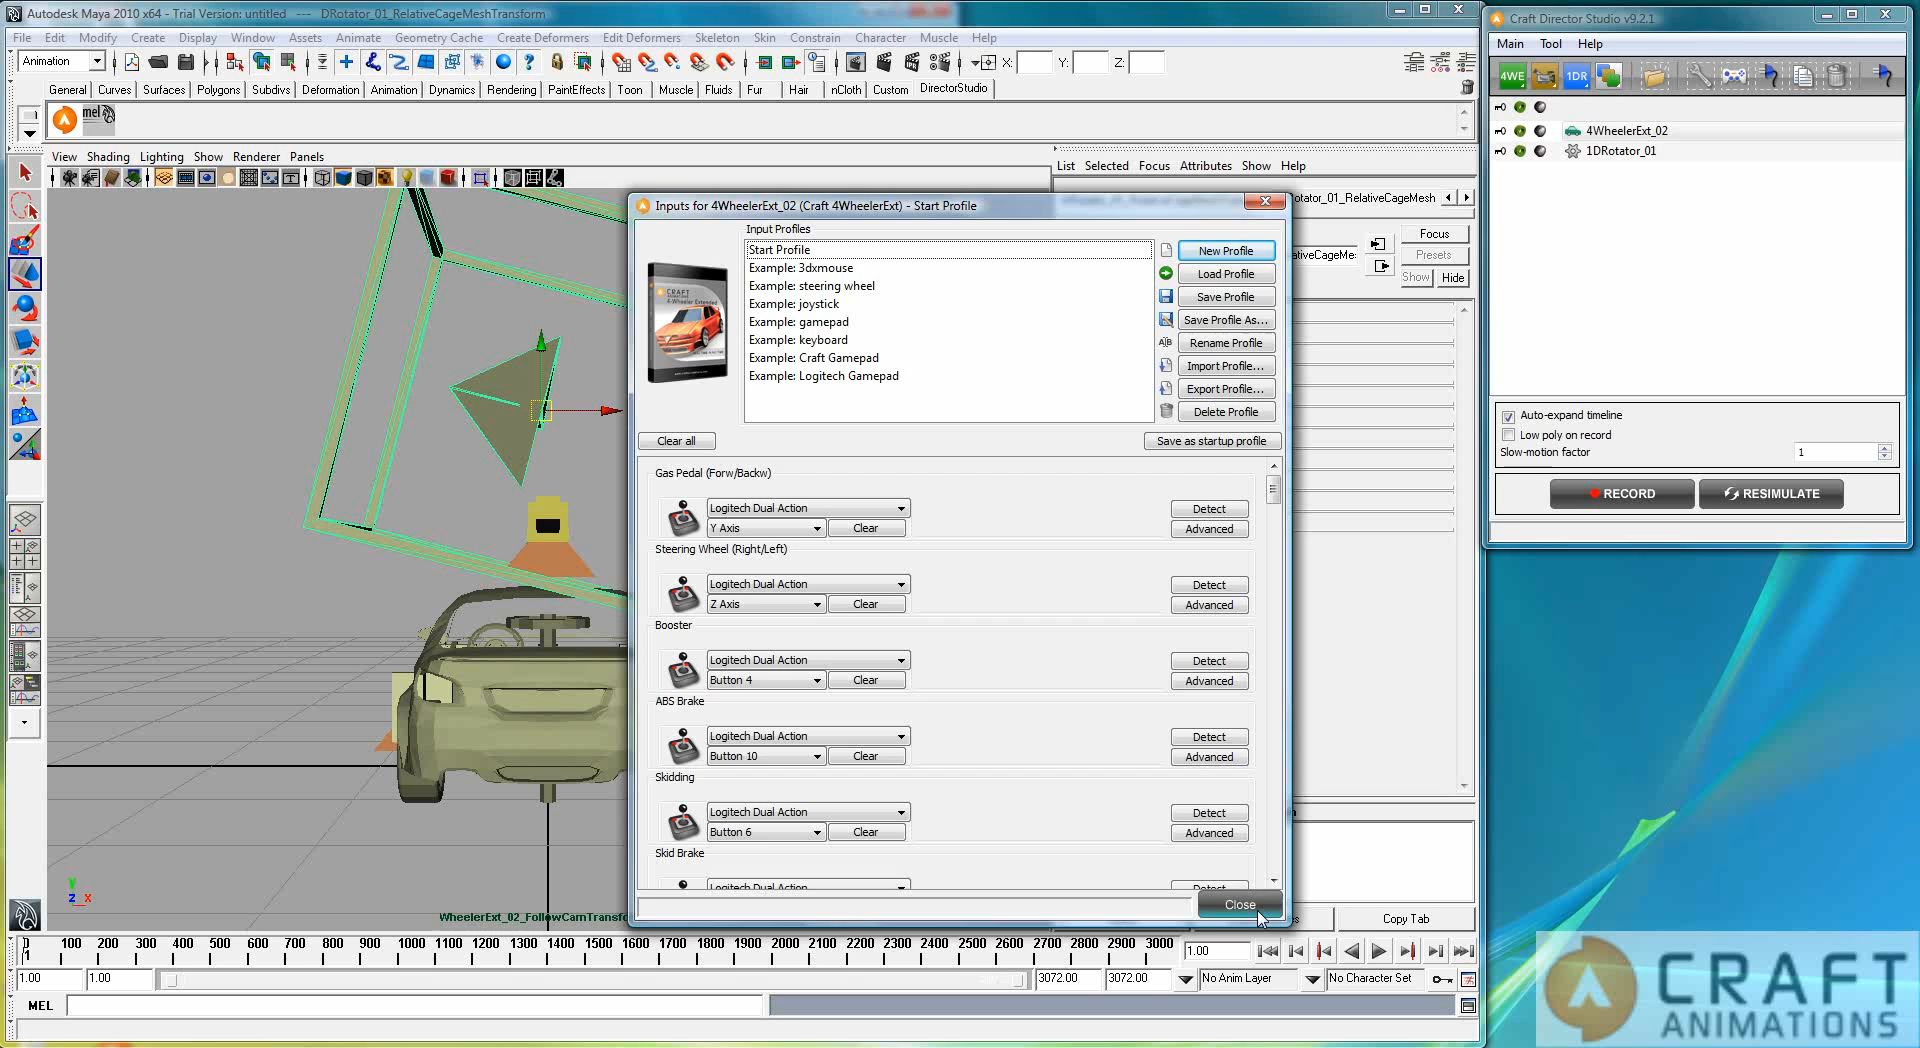 Autodesk Maya 2010 x64 - Trial Version: untitled --- DRotator_01_RelativeCageMeshTransform
File Edit Modify Create Display Window Assets Animate Geometry Cache Create Deformers Edit Deformers Skeleton Skin Constrain Character Muscle Help
Animation
X: Y: Z:
General Curves Surfaces Polygons Subdivs Deformation Animation Dynamics Rendering PaintEffects Toon Muscle Fluids Fur Hair nCloth Custom DirectorStudio
mel
View Shading Lighting Show Renderer Panels
List Selected Focus Attributes Show Help
otator_01_RelativeCageMesh
Focus
ativeCageMe:
Presets
Show Hide
Inputs for 4WheelerExt_02 (Craft 4WheelerExt) - Start Profile
Input Profiles
Start Profile
Example: 3dxmouse
Example: steering wheel
Example: joystick
Example: gamepad
Example: keyboard
Example: Craft Gamepad
Example: Logitech Gamepad
New Profile
Load Profile
Save Profile
Save Profile As...
Rename Profile
Import Profile...
Export Profile...
Delete Profile
CRAFT
ANIMATIONS
4-Wheeler Extended
Clear all
Save as startup profile
Gas Pedal (Forw/Backw)
Logitech Dual Action Detect
Y Axis Clear Advanced
Steering Wheel (Right/Left)
Logitech Dual Action Detect
Z Axis Clear Advanced
Booster
Logitech Dual Action Detect
Button 4 Clear Advanced
ABS Brake
Logitech Dual Action Detect
Button 10 Clear Advanced
Skidding
Logitech Dual Action Detect
Button 6 Clear Advanced
Skid Brake
Logitech Dual Action Detect
Close
Copy Tab
WheelerExt_02_FollowCamTransfo
Y
Z X
1 100 200 300 400 500 600 700 800 900 1000 1100 1200 1300 1400 1500 1600 1700 1800 1900 2000 2100 2200 2300 2400 2500 2600 2700 2800 2900 3000
1.00
1.00 1.00 3072.00 3072.00 No Anim Layer No Character Set
MEL
Craft Director Studio v9.2.1
Main Tool Help
4WE 1DR
4WheelerExt_02
1DRotator_01
Auto-expand timeline
Low poly on record
Slow-motion factor 1
RECORD RESIMULATE
CRAFT
ANIMATIONS